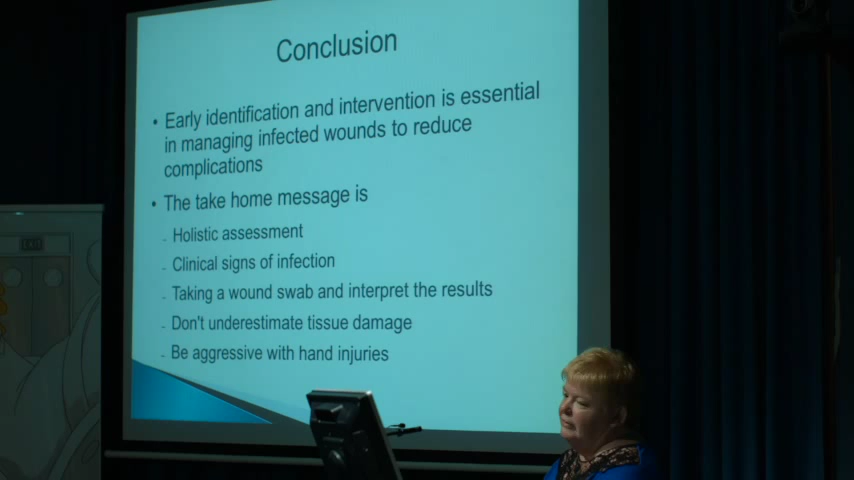 Conclusion
• Early identification and intervention is essential
in managing infected wounds to reduce
complications
• The take home message is
- Holistic assessment
- Clinical signs of infection
- Taking a wound swab and interpret the results
- Don't underestimate tissue damage
- Be aggressive with hand injuries
EXIT